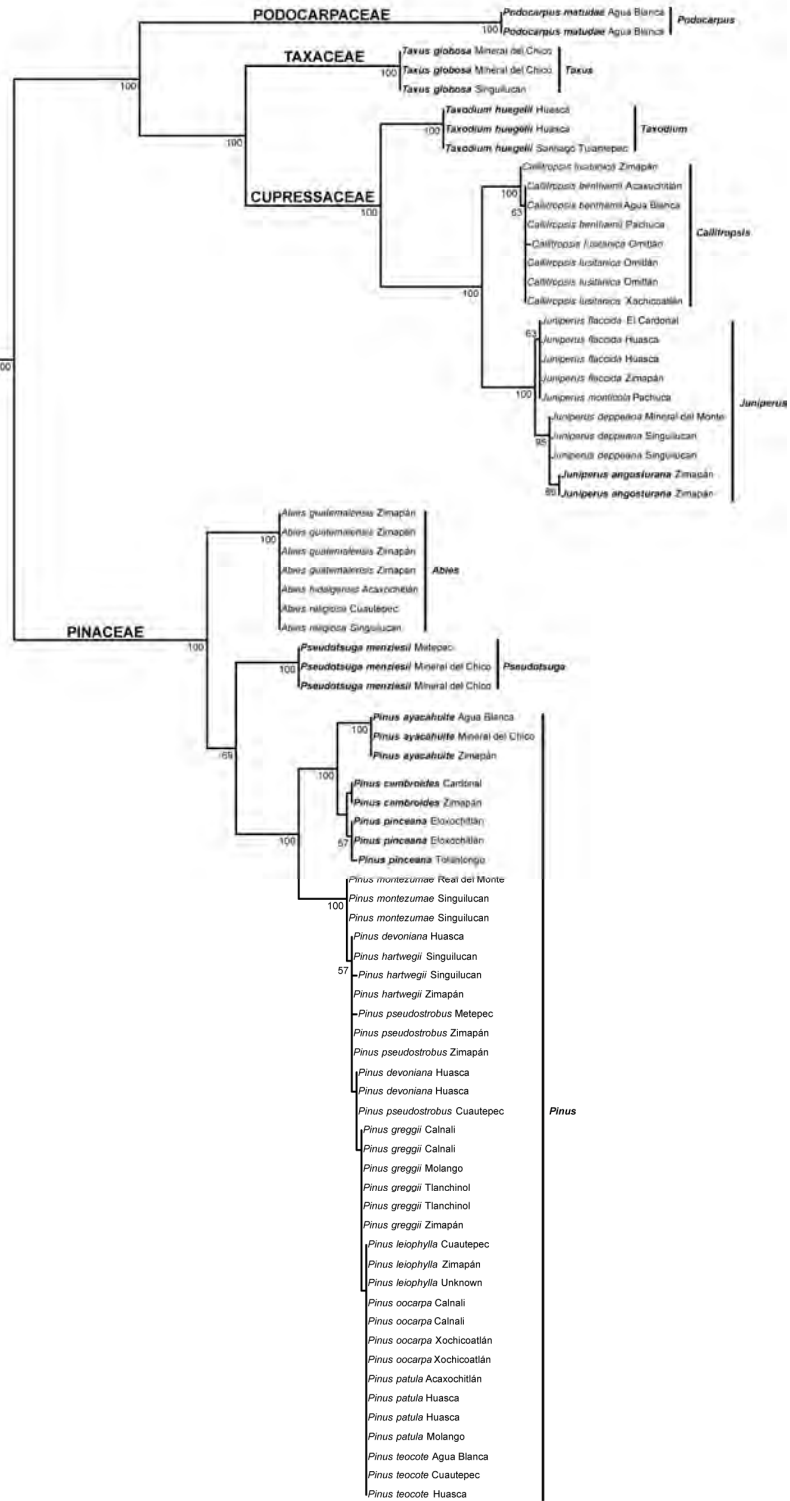 PODOCARPACEAE
Podocarpus matudae Agua Blanca
Podocarpus matudae Agua Blanca
Podocarpus
100
TAXACEAE
Taxus globosa Mineral del Chico
Taxus globosa Mineral del Chico
Taxus globosa Singuilucan
Taxus
100
100
Taxodium huegelii Huasca
Taxodium huegelii Huasca
Taxodium huegelii Santiago Tulantepec
Taxodium
100
100
CUPRESSACEAE
100
Callitropsis lusitanica Zimapán
Callitropsis benthamii Acaxuchitlán
Callitropsis benthamii Agua Blanca
Callitropsis benthamii Pachuca
Callitropsis lusitanica Omitlán
Callitropsis lusitanica Omitlán
Callitropsis lusitanica Omitlán
Callitropsis lusitanica Xochicoatlán
Callitropsis
100
63
100
Juniperus flaccida El Cardonal
Juniperus flaccida Huasca
Juniperus flaccida Huasca
Juniperus flaccida Zimapán
Juniperus monticola Pachuca
Juniperus deppeana Mineral del Monte
Juniperus deppeana Singuilucan
Juniperus deppeana Singuilucan
Juniperus angosturana Zimapán
Juniperus angosturana Zimapán
Juniperus
63
100
95
00
Abies guatemalensis Zimapán
Abies guatemalensis Zimapán
Abies guatemalensis Zimapán
Abies guatemalensis Zimapán
Abies hidalgensis Acaxochitlán
Abies religiosa Cuautepec
Abies religiosa Singuilucan
Abies
100
PINACEAE
100
Pseudotsuga menziesii Metepec
Pseudotsuga menziesii Mineral del Chico
Pseudotsuga menziesii Mineral del Chico
Pseudotsuga
100
69
Pinus ayacahuite Agua Blanca
Pinus ayacahuite Mineral del Chico
Pinus ayacahuite Zimapán
100
100
Pinus cembroides Cardonal
Pinus cembroides Zimapán
Pinus pinceana Eloxochitlán
Pinus pinceana Eloxochitlán
Pinus pinceana Tolantongo
57
100
Pinus montezumae Real del Monte
Pinus montezumae Singuilucan
Pinus montezumae Singuilucan
100
Pinus devoniana Huasca
Pinus hartwegii Singuilucan
Pinus hartwegii Singuilucan
57
Pinus hartwegii Zimapán
Pinus pseudostrobus Metepec
Pinus pseudostrobus Zimapán
Pinus pseudostrobus Zimapán
Pinus devoniana Huasca
Pinus devoniana Huasca
Pinus pseudostrobus Cuautepec
Pinus
Pinus greggii Calnali
Pinus greggii Calnali
Pinus greggii Molango
Pinus greggii Tlanchinol
Pinus greggii Tlanchinol
Pinus greggii Zimapán
Pinus leiophylla Cuautepec
Pinus leiophylla Zimapán
Pinus leiophylla Unknown
Pinus oocarpa Calnali
Pinus oocarpa Calnali
Pinus oocarpa Xochicoatlán
Pinus oocarpa Xochicoatlán
Pinus patula Acaxochitlán
Pinus patula Huasca
Pinus patula Huasca
Pinus patula Molango
Pinus teocote Agua Blanca
Pinus teocote Cuautepec
Pinus teocote Huasca